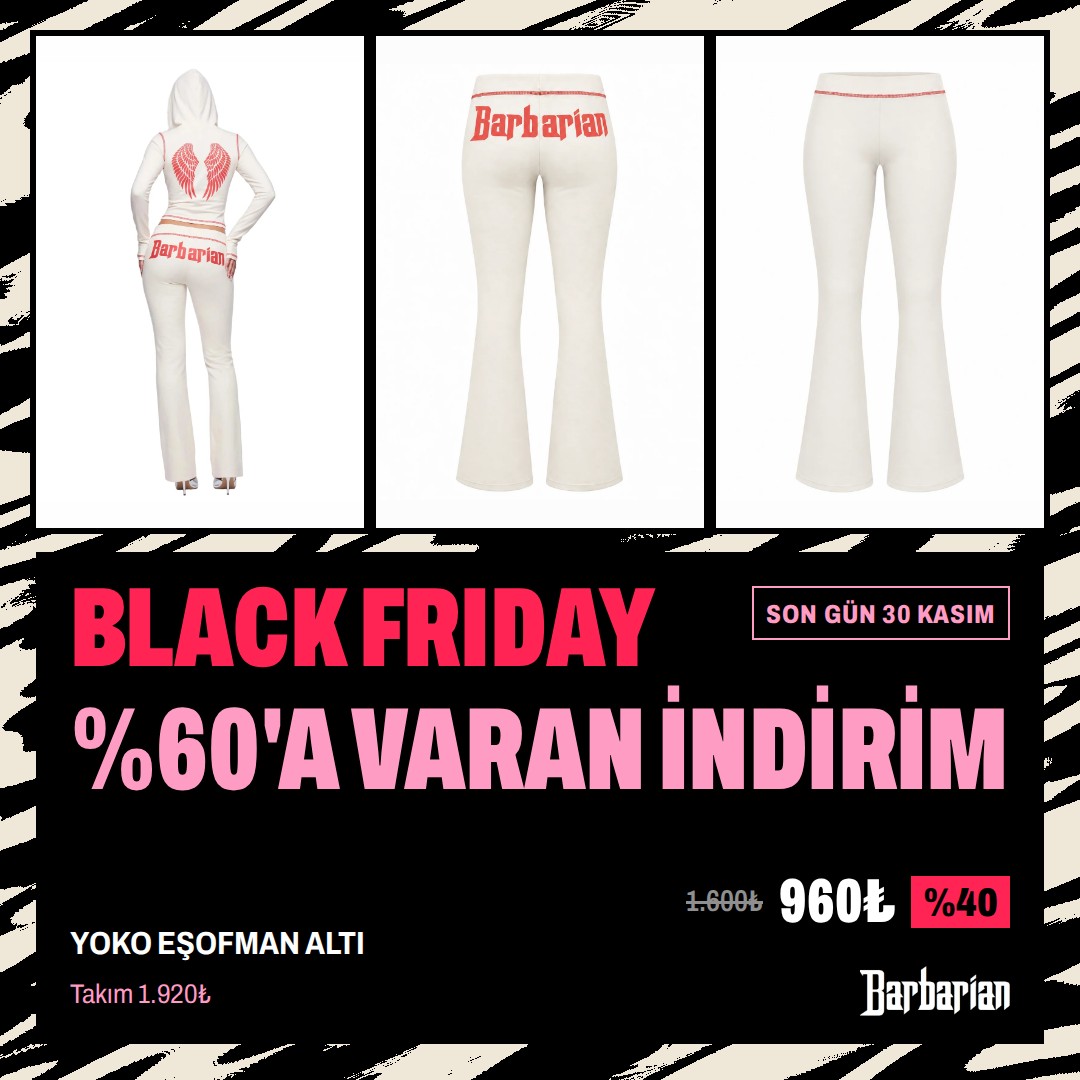 Barbarian
Barbarian
BLACK FRIDAY
SON GÜN 30 KASIM
%60'A VARAN İNDİRİM
1.600₺ 960₺ %40
YOKO EŞOFMAN ALTI
Takım 1.920₺
Barbarian